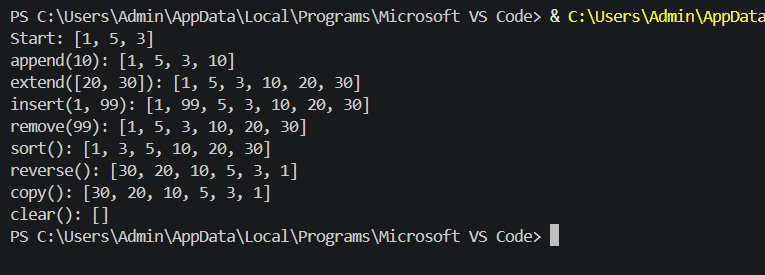 PS C:\Users\Admin\AppData\Local\Programs\Microsoft VS Code> & C:\Users\Admin\AppData
Start: [1, 5, 3]
append(10): [1, 5, 3, 10]
extend([20, 30]): [1, 5, 3, 10, 20, 30]
insert(1, 99): [1, 99, 5, 3, 10, 20, 30]
remove(99): [1, 5, 3, 10, 20, 30]
sort(): [1, 3, 5, 10, 20, 30]
reverse(): [30, 20, 10, 5, 3, 1]
copy(): [30, 20, 10, 5, 3, 1]
clear(): []
PS C:\Users\Admin\AppData\Local\Programs\Microsoft VS Code>